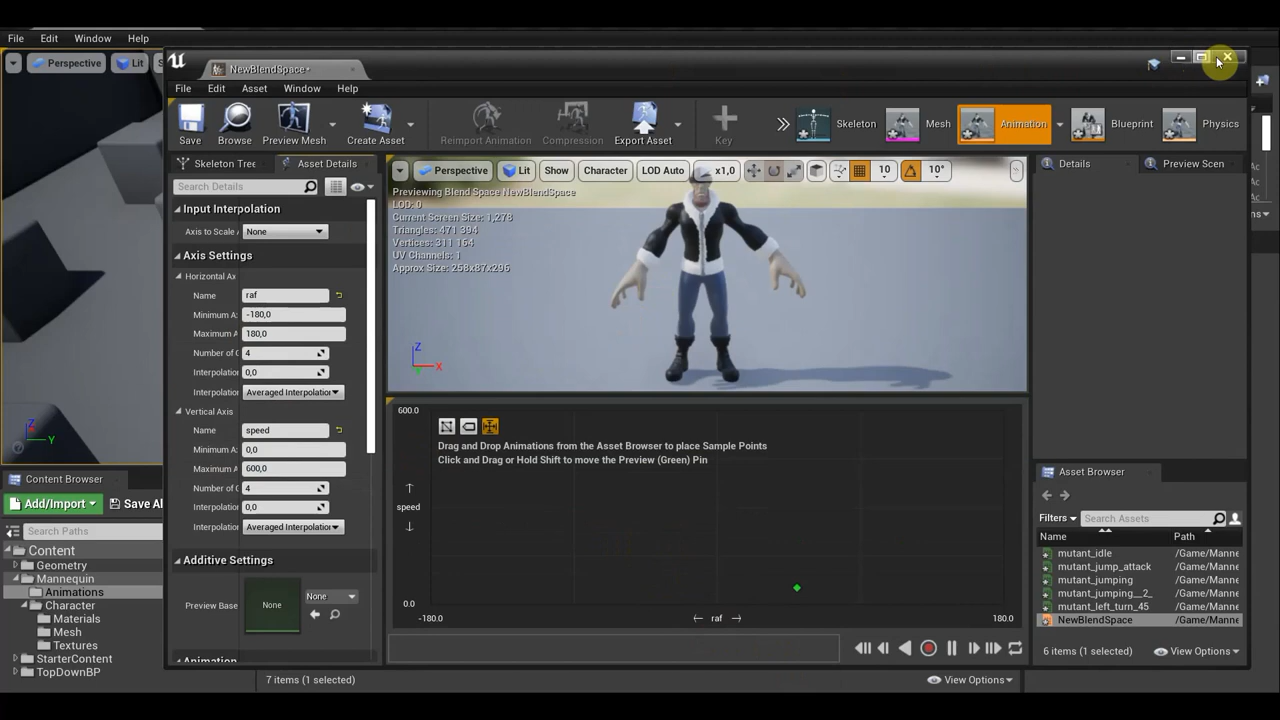 File Edit Window Help
Perspective Lit
NewBlendSpace*
File Edit Asset Window Help
Save Browse Preview Mesh Create Asset Reimport Animation Compression Export Asset Key Skeleton Mesh Animation Blueprint Physics
Skeleton Tree Asset Details
Search Details
Input Interpolation
Axis to Scale None
Axis Settings
Horizontal Ax
Name raf
Minimum A: -180,0
Maximum A 180,0
Number of 4
Interpolation 0,0
Interpolation Averaged Interpolation
Vertical Axis
Name speed
Minimum A: 0,0
Maximum A 600,0
Number of 4
Interpolation 0,0
Interpolation Averaged Interpolation
Additive Settings
Preview Base None None
Animation
Perspective Lit Show Character LOD Auto x1,0 10 10°
Previewing Blend Space NewBlendSpace
LOD: 0
Current Screen Size: 1,278
Triangles: 471 394
Vertices: 311 164
UV Channels: 1
Approx Size: 258x87x296
Z
X
600.0
Drag and Drop Animations from the Asset Browser to place Sample Points
Click and Drag or Hold Shift to move the Preview (Green) Pin
speed
0.0
-180.0 raf 180.0
Details Preview Scen
Asset Browser
Filters Search Assets
Name Path
mutant_idle /Game/Manne
mutant_jump_attack /Game/Manne
mutant_jumping /Game/Manne
mutant_jumping__2_ /Game/Manne
mutant_left_turn_45 /Game/Manne
NewBlendSpace /Game/Manne
6 items (1 selected) View Options
Z
Y
Content Browser
Add/Import Save Al
Search Paths
Content
Geometry
Mannequin
Animations
Character
Materials
Mesh
Textures
StarterContent
TopDownBP
7 items (1 selected) View Options